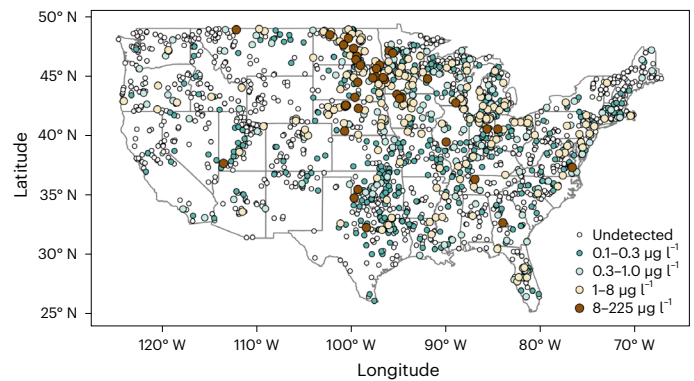 50° N
45° N
40° N
35° N
30° N
25° N
Latitude
Undetected
0.1–0.3 µg l⁻¹
0.3–1.0 µg l⁻¹
1–8 µg l⁻¹
8–225 µg l⁻¹
120° W 110° W 100° W 90° W 80° W 70° W
Longitude